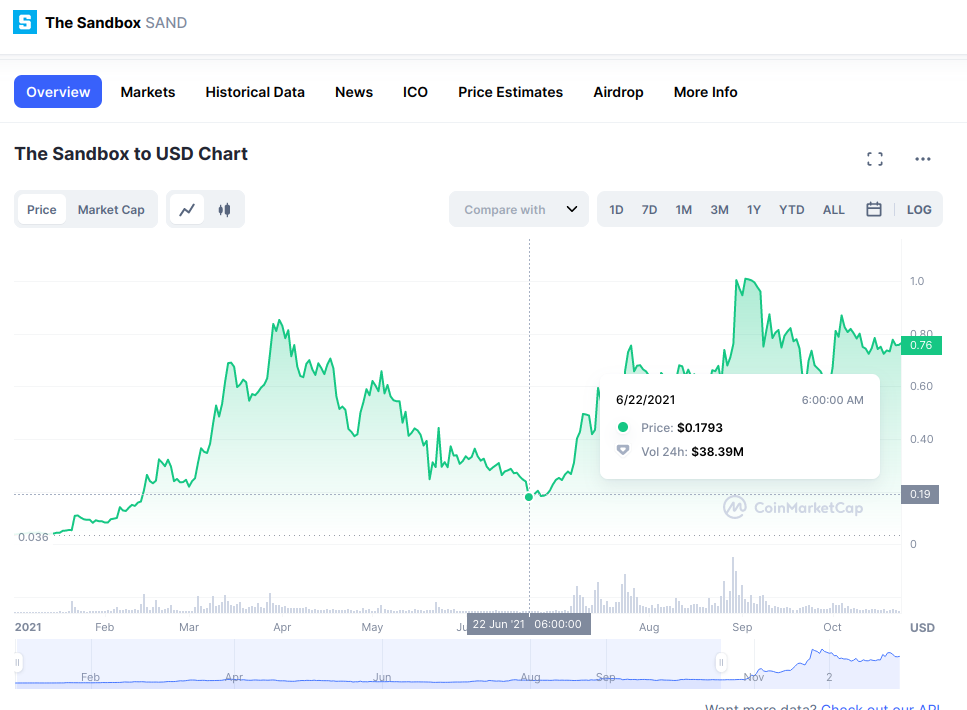 The Sandbox SAND
Overview Markets Historical Data News ICO Price Estimates Airdrop More Info
The Sandbox to USD Chart
Price Market Cap Compare with 1D 7D 1M 3M 1Y YTD ALL LOG
1.0
0.80
0.76
0.60
6/22/2021 6:00:00 AM
Price: $0.1793
0.40
Vol 24h: $38.39M
0.19
CoinMarketCap
0.036
0
2021 Feb Mar Apr May 22 Jun '21 06:00:00 Aug Sep Oct USD
Feb Apr Jun Aug Sep Nov 2
Want more data? Check out our API